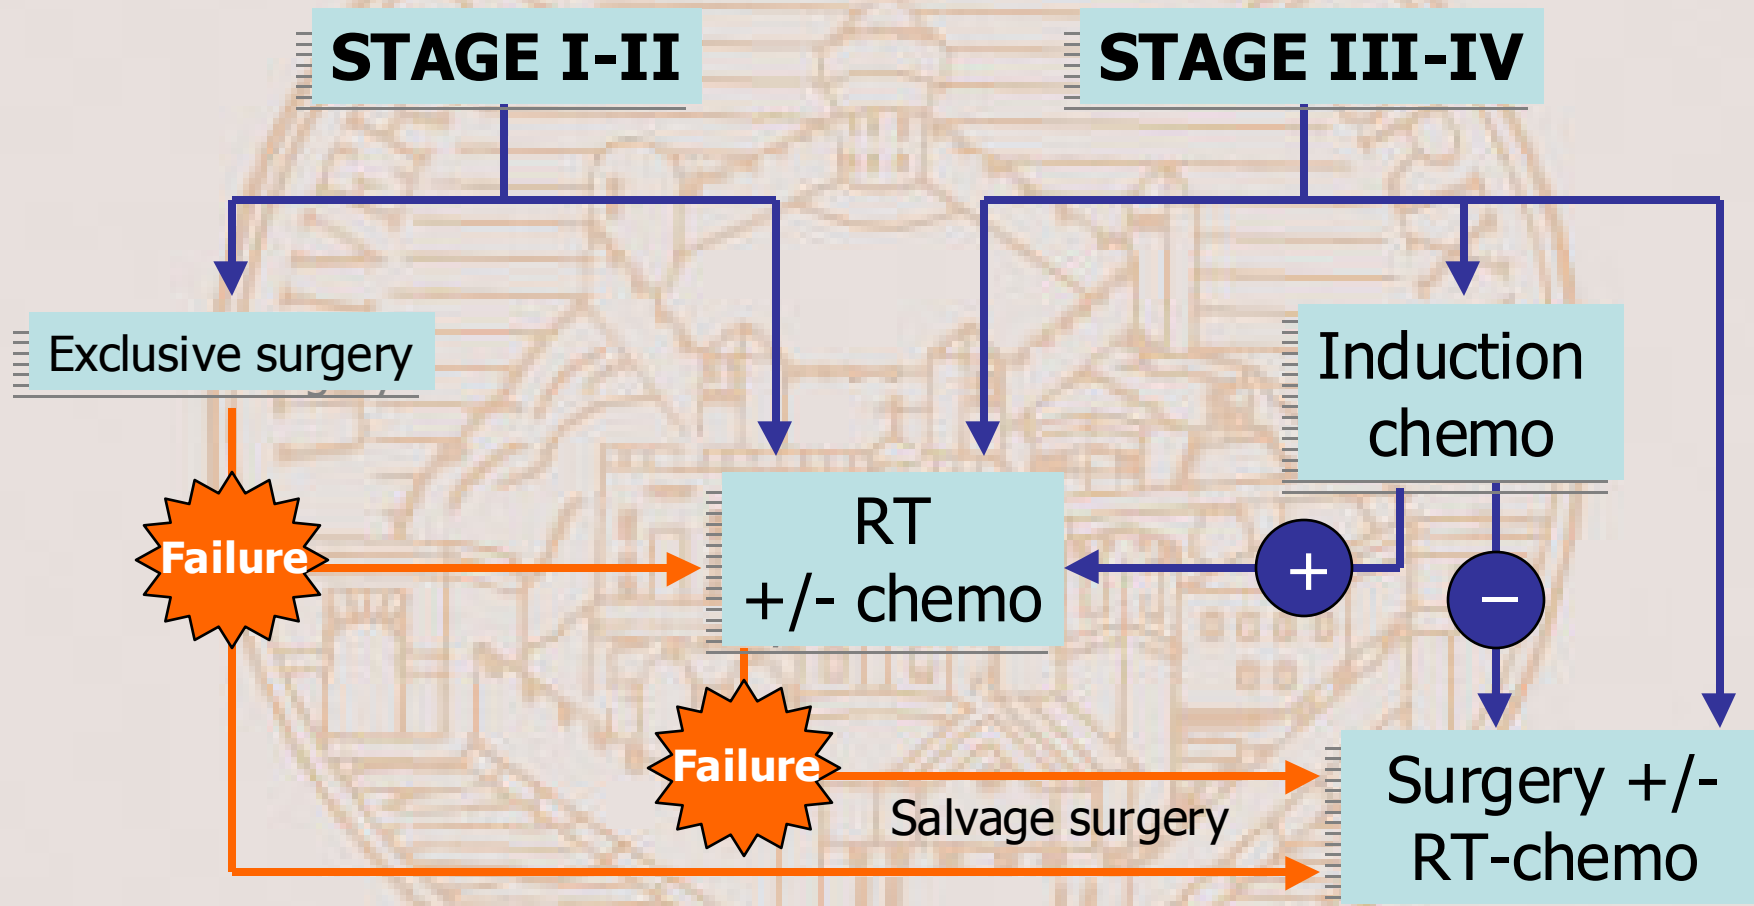 STAGE I-II
STAGE III-IV
Exclusive surgery
Induction
chemo
RT
+/- chemo
+
−
Failure
Failure
Salvage surgery
Surgery +/-
RT-chemo